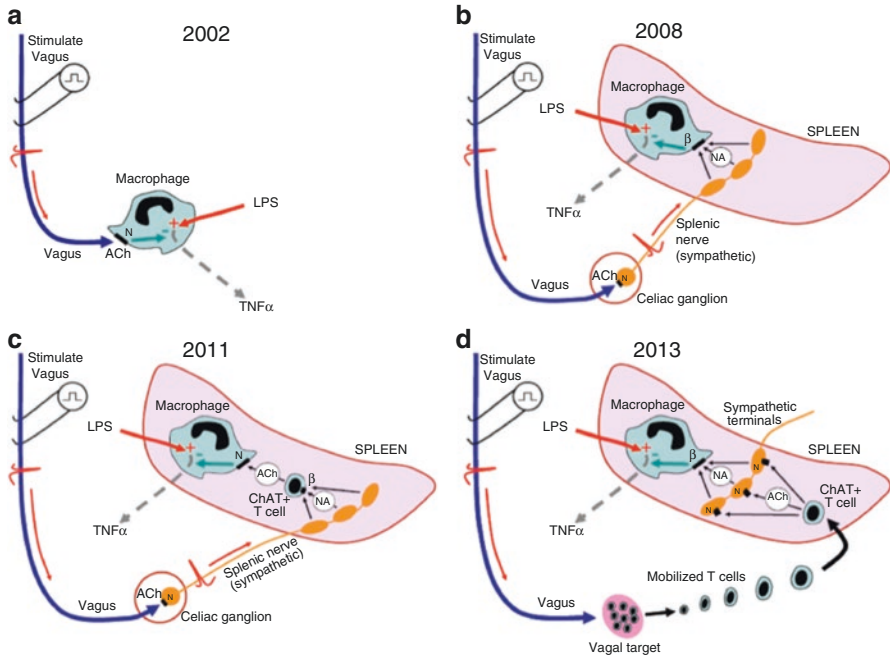 a
2002
Stimulate
Vagus
Macrophage
LPS
N
+
-
Vagus
ACh
TNFα
b
2008
Stimulate
Vagus
Macrophage
LPS
SPLEEN
+
-
β
NA
TNFα
Splenic
nerve
(sympathetic)
ACh
N
Vagus
Celiac ganglion
c
2011
Stimulate
Vagus
Macrophage
LPS
SPLEEN
+
-
N
ACh
β
ChAT+
T cell
NA
TNFα
Splenic nerve
(sympathetic)
ACh
N
Vagus
Celiac ganglion
d
2013
Stimulate
Vagus
Sympathetic
terminals
Macrophage
LPS
SPLEEN
+
-
β
N
NA
N
ACh
ChAT+
T cell
N
TNFα
Mobilized T cells
Vagus
Vagal target